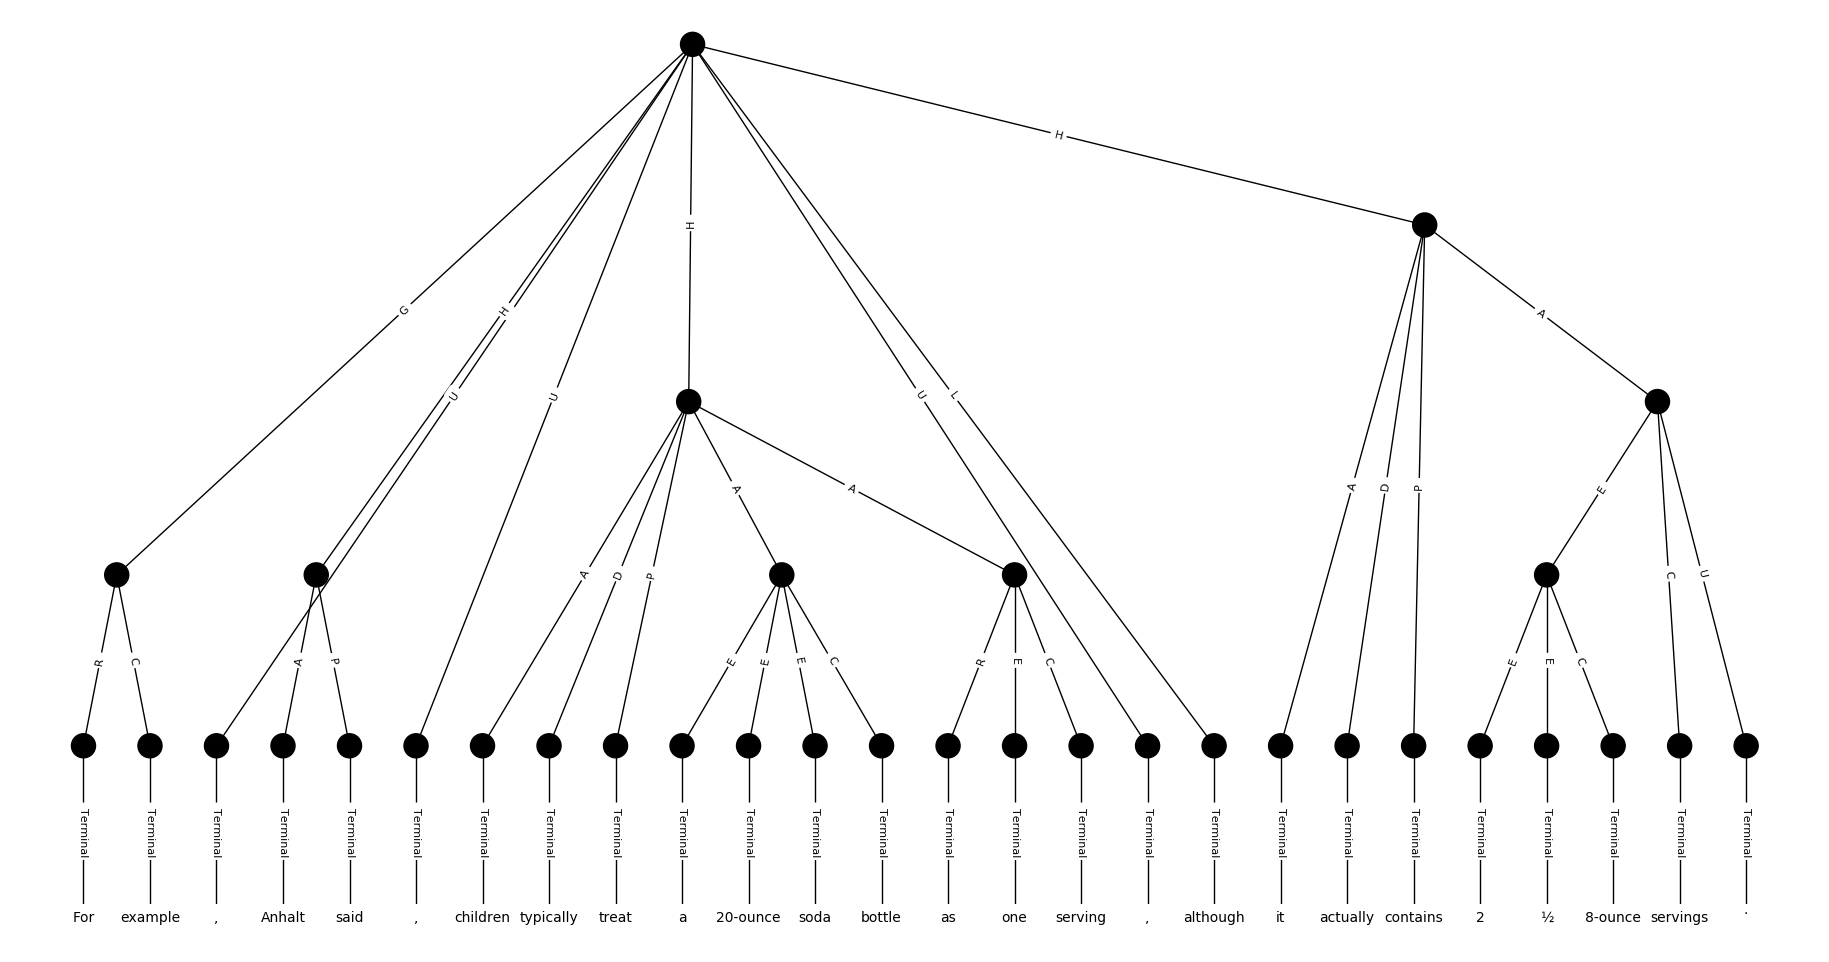 H
A
G H
U U H U L
A A A D P E
A D P C U
R C A P E E E C R E C E E C
Terminal Terminal Terminal Terminal Terminal Terminal Terminal Terminal Terminal Terminal Terminal Terminal Terminal Terminal Terminal Terminal Terminal Terminal Terminal Terminal Terminal Terminal Terminal Terminal Terminal Terminal
For example , Anhalt said , children typically treat a 20-ounce soda bottle as one serving , although it actually contains 2 ½ 8-ounce servings .